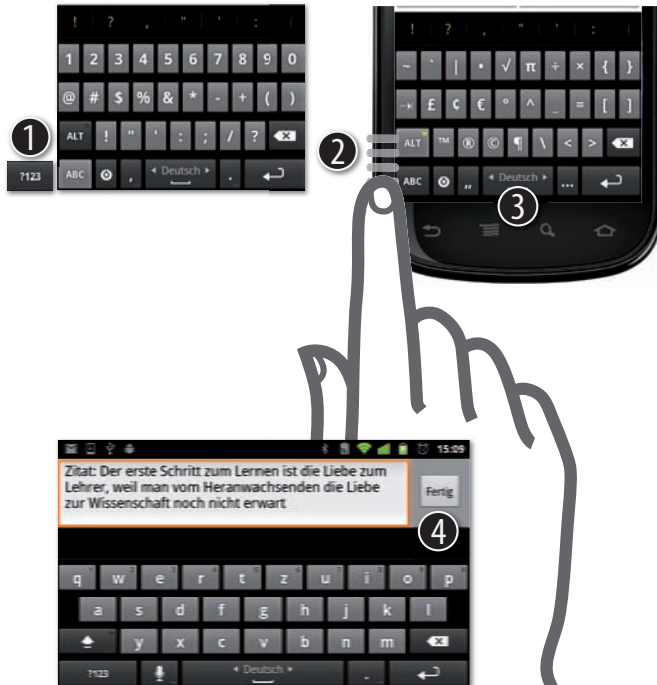 ! ? , " ' : 
1 2 3 4 5 6 7 8 9 0
@ # $ % & * - + ( )
1
ALT ! " ' : ; / ? 
?123
ABC , Deutsch .
! ? , " ' :
~ ` | • √ π ÷ × { }
£ ¢ € ° ^ _ = [ ]
2
ALT ™ ® © ¶ \ < >
ABC „ Deutsch ...
3
15:09
Zitat: Der erste Schritt zum Lernen ist die Liebe zum
Lehrer, weil man vom Heranwachsenden die Liebe
zur Wissenschaft noch nicht erwart
Fertig
4
q w e r t z u i o p
a s d f g h j k l
y x c v b n m
?123 Deutsch .